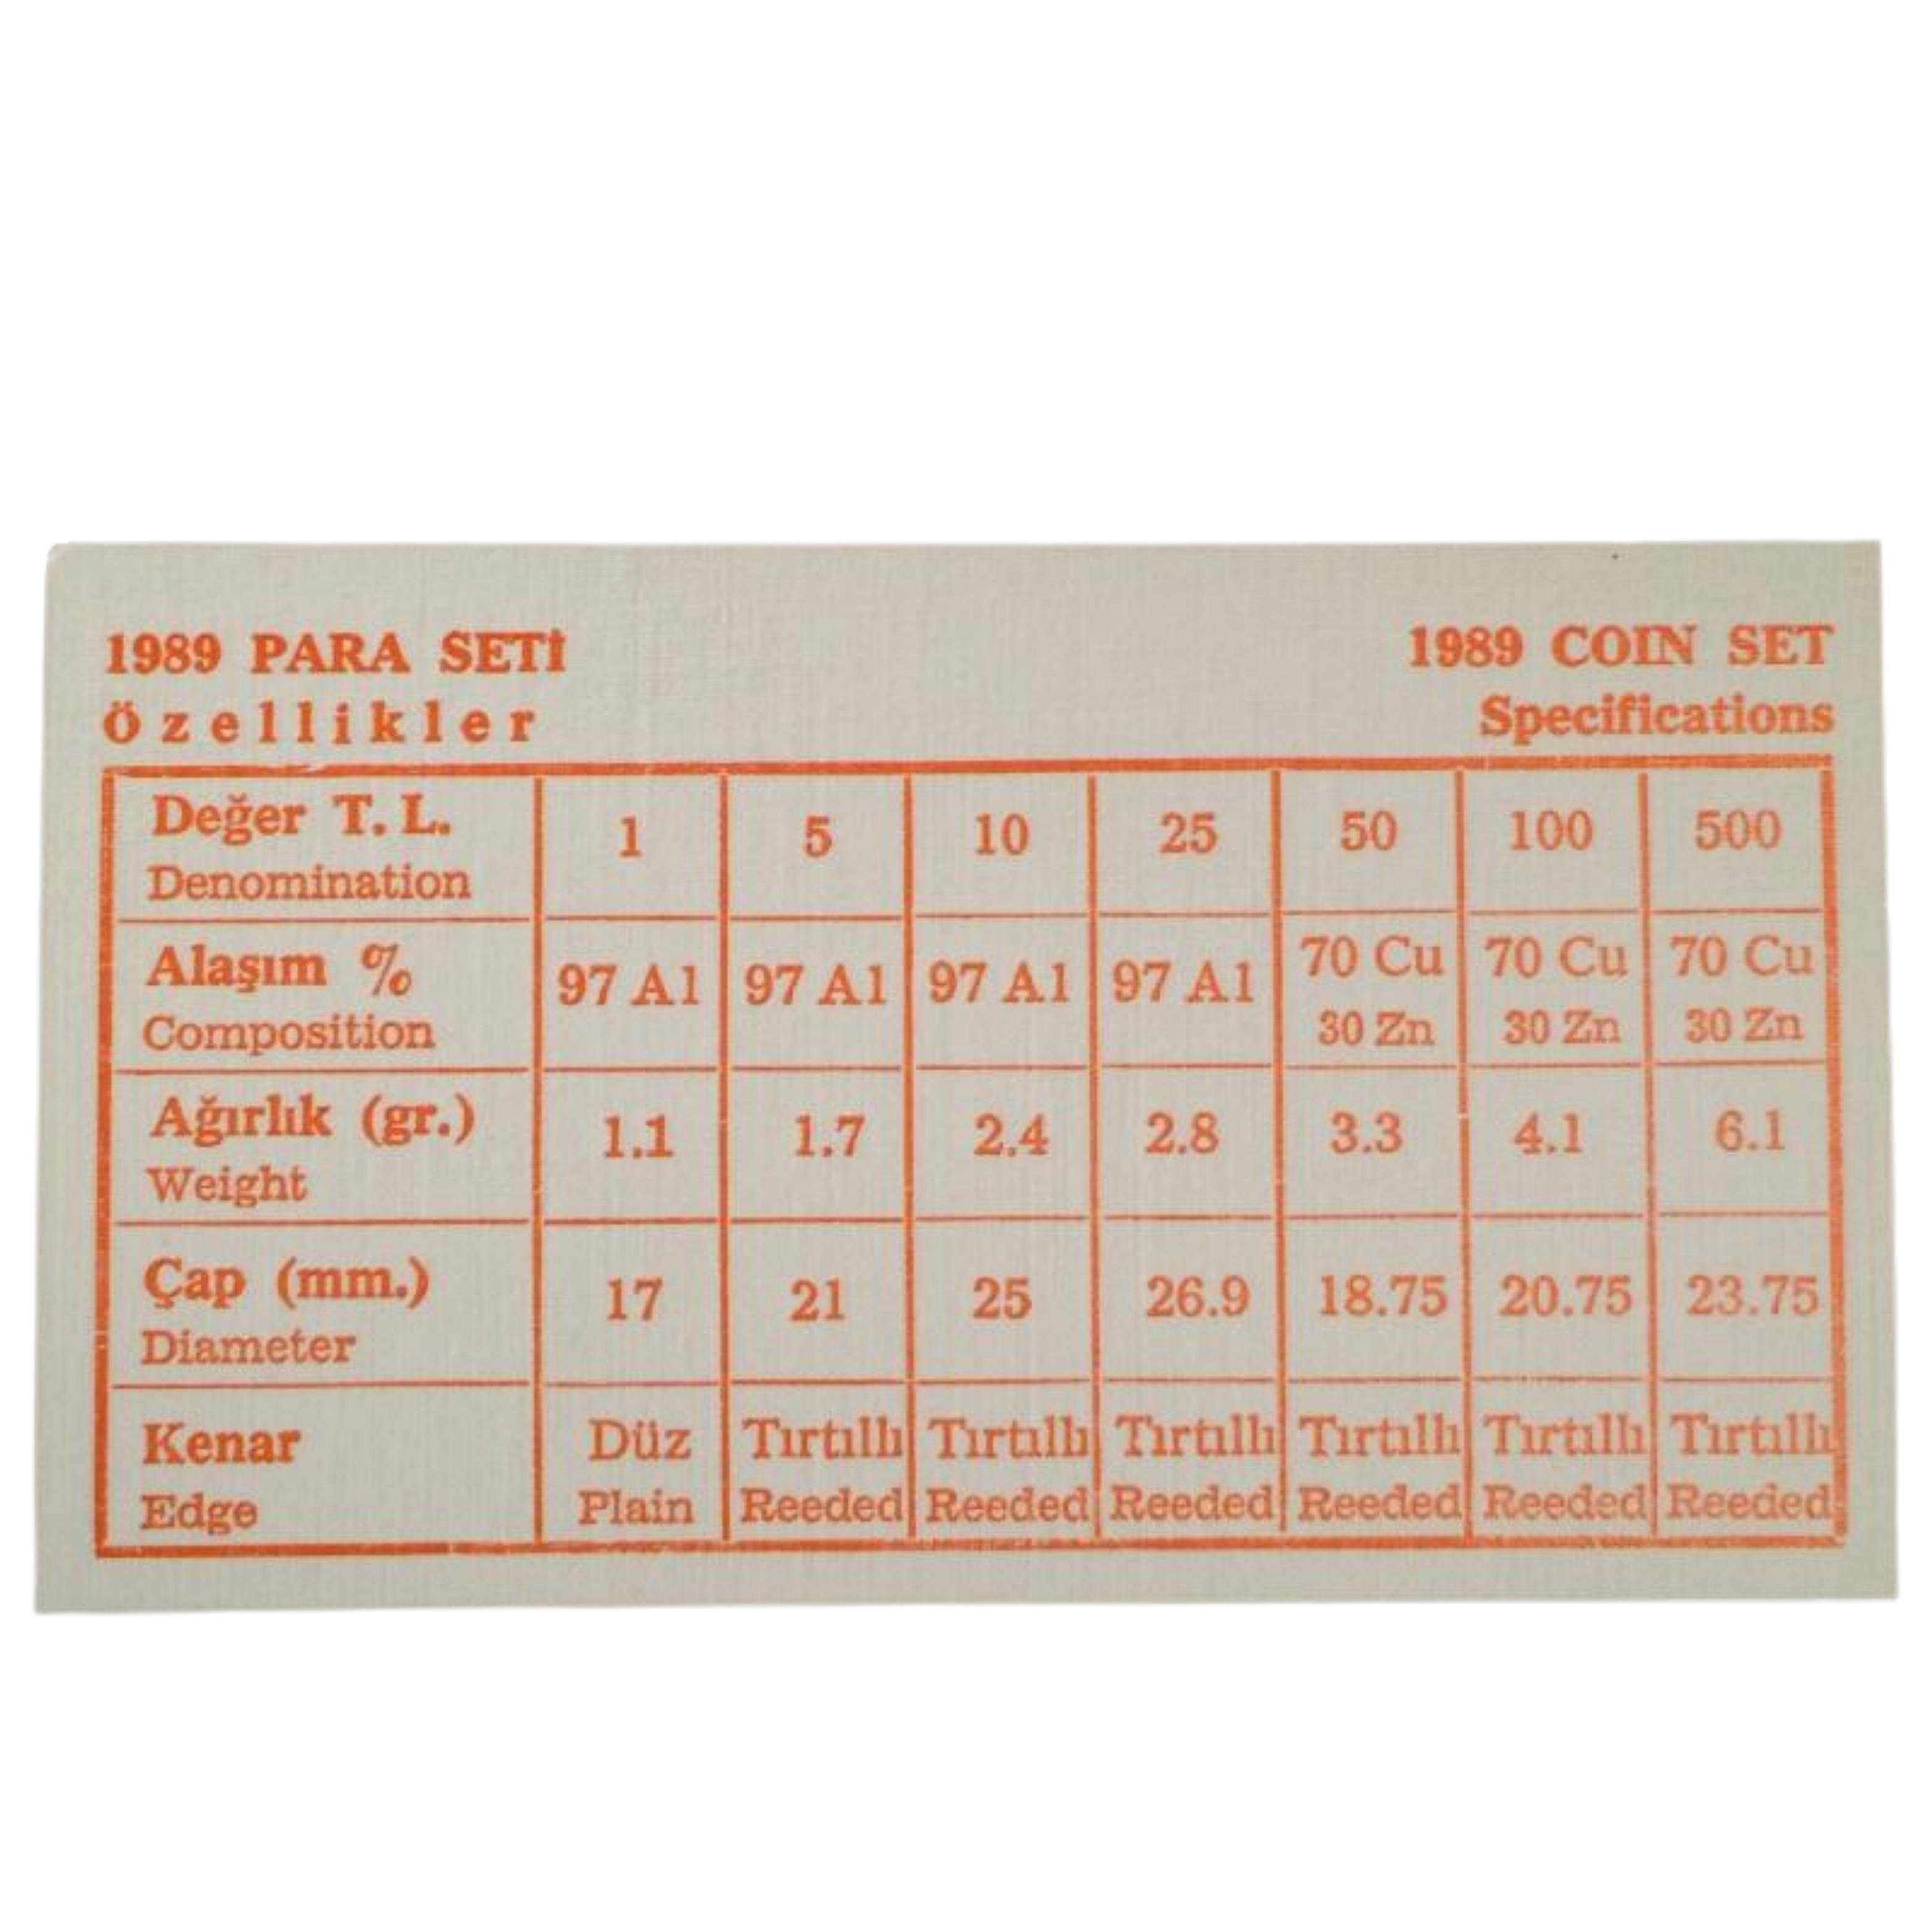 1989 PARA SETİ 1989 COIN SET
Özellikler Specifications
Değer T. L. 1 5 10 25 50 100 500
Denomination
Alaşım % 97 Al 97 Al 97 Al 97 Al 70 Cu 70 Cu 70 Cu
Composition 30 Zn 30 Zn 30 Zn
Ağırlık (gr.) 1.1 1.7 2.4 2.8 3.3 4.1 6.1
Weight
Çap (mm.) 17 21 25 26.9 18.75 20.75 23.75
Diameter
Kenar Düz Tırtıllı Tırtıllı Tırtıllı Tırtıllı Tırtıllı Tırtıllı
Edge Plain Reeded Reeded Reeded Reeded Reeded Reeded